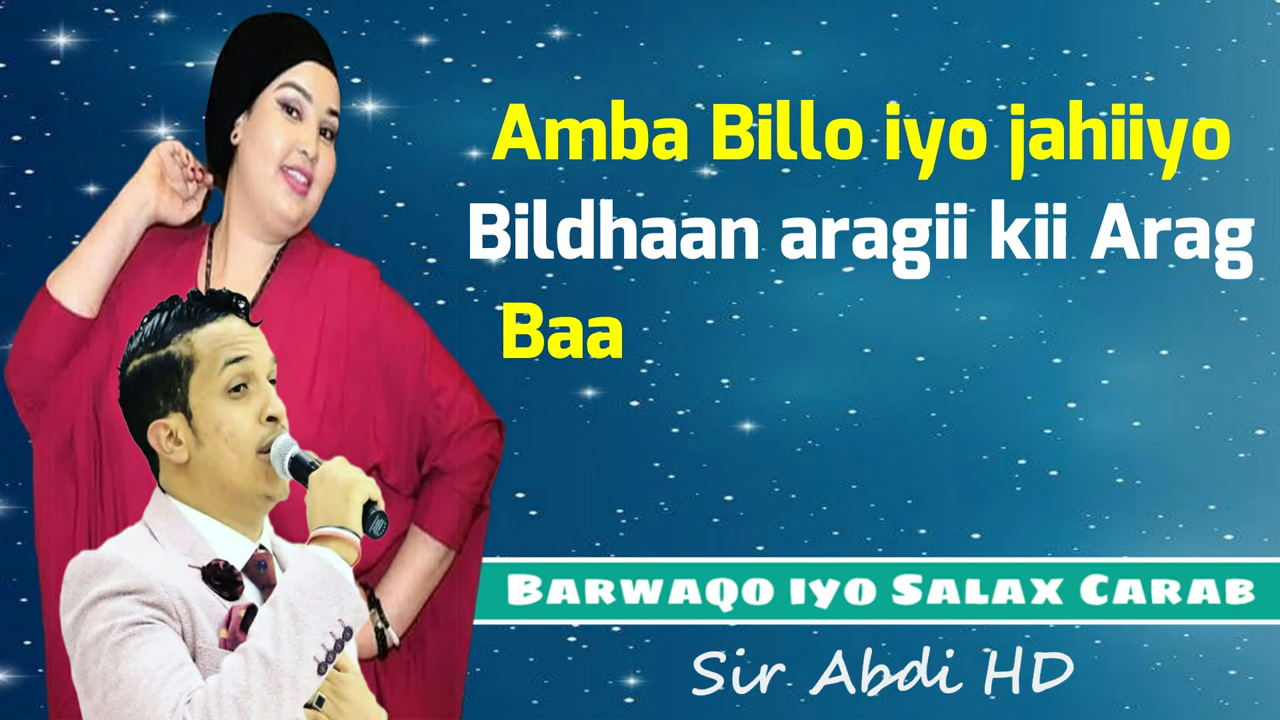 Amba Billo iyo jahiiyo
Bildhaan aragii kii Arag
Baa
Barwaqo iyo Salax Carab
Sir Abdi HD